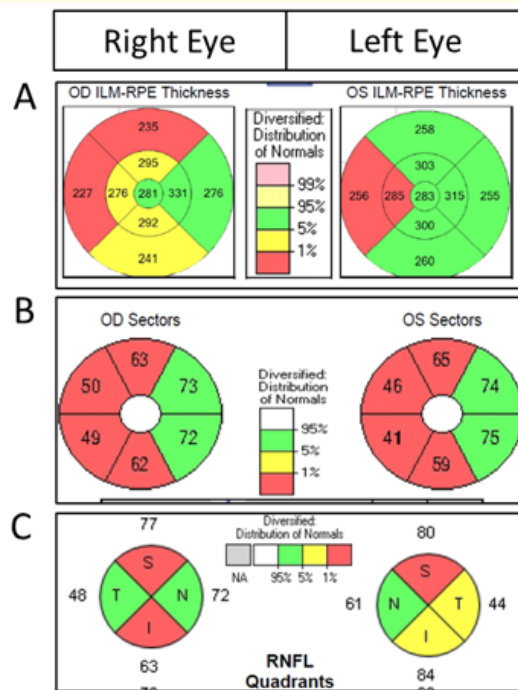 Right Eye
Left Eye
A
OD ILM-RPE Thickness
235
295
227
276
281
331
276
292
241
Diversified:
Distribution
of Normals
99%
95%
5%
1%
OS ILM-RPE Thickness
258
303
256
285
283
315
255
300
260
B
OD Sectors
63
50
73
49
72
62
Diversified:
Distribution
of Normals
95%
5%
1%
OS Sectors
65
46
74
41
75
59
C
77
S
48
T
N
72
I
63
Diversified:
Distribution of Normals
NA
95%
5%
1%
RNFL
Quadrants
80
S
61
N
T
44
I
84